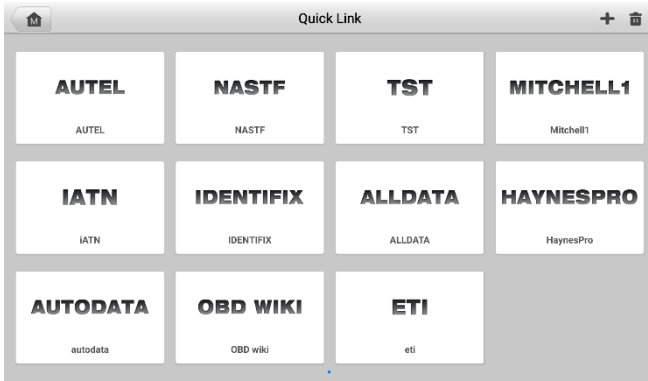 M
Quick Link
AUTEL
AUTEL
NASTF
NASTF
TST
TST
MITCHELL1
Mitchell1
IATN
iATN
IDENTIFIX
IDENTIFIX
ALLDATA
ALLDATA
HAYNESPRO
HaynesPro
AUTODATA
autodata
OBD WIKI
OBD wiki
ETI
eti